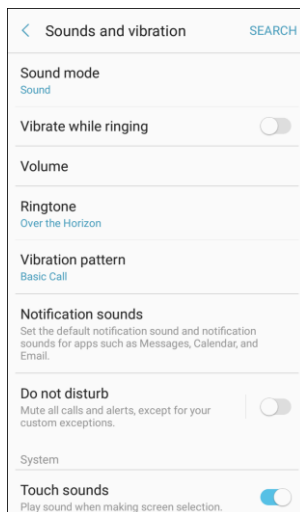 Sounds and vibration
SEARCH
Sound mode
Sound
Vibrate while ringing
Volume
Ringtone
Over the Horizon
Vibration pattern
Basic Call
Notification sounds
Set the default notification sound and notification
sounds for apps such as Messages, Calendar, and
Email.
Do not disturb
Mute all calls and alerts, except for your
custom exceptions.
System
Touch sounds
Play sound when making screen selection.